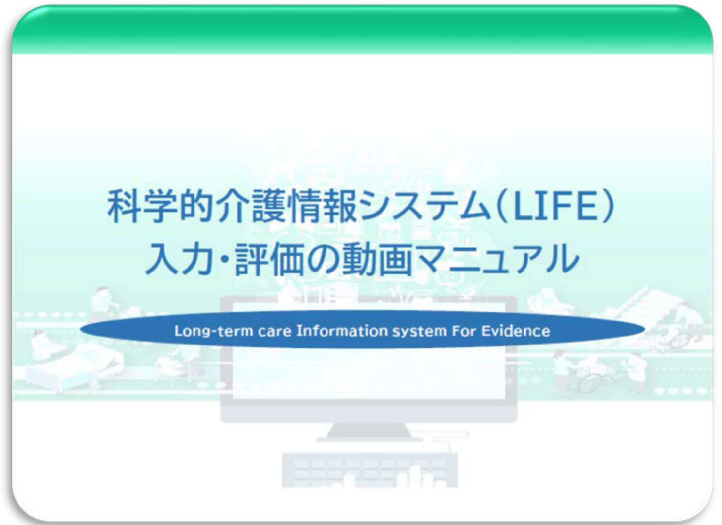 科学的介護情報システム(LIFE)
入力・評価の動画マニュアル
Long-term care Information system For Evidence